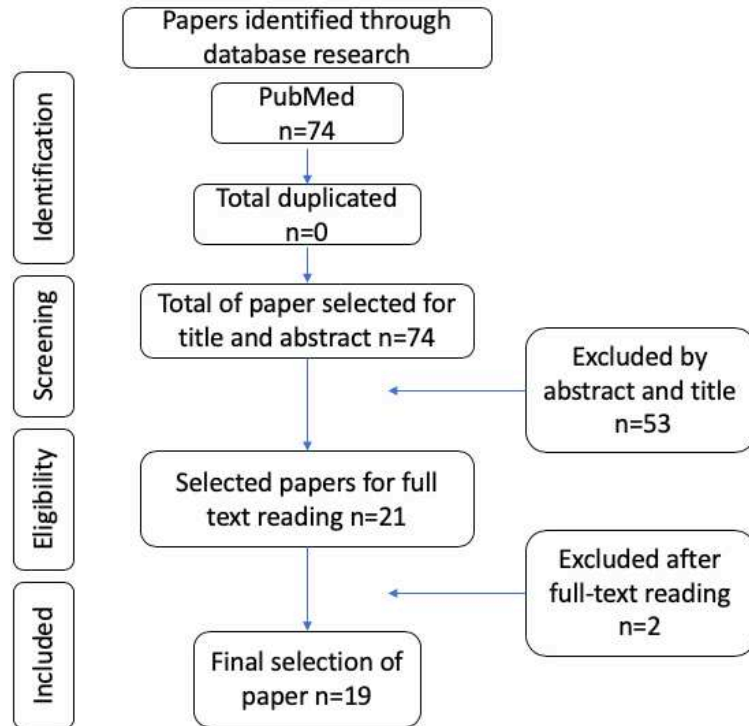 Papers identified through
database research
Identification
PubMed
n=74
Total duplicated
n=0
Screening
Total of paper selected for
title and abstract n=74
Excluded by
abstract and title
n=53
Eligibility
Selected papers for full
text reading n=21
Excluded after
full-text reading
n=2
Included
Final selection of
paper n=19